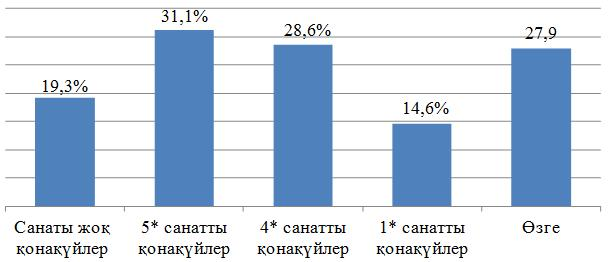 31,1%
28,6%
27,9
19,3%
14,6%
Санаты жоқ қонақүйлер
5* санатты қонақүйлер
4* санатты қонақүйлер
1* санатты қонақүйлер
Өзге